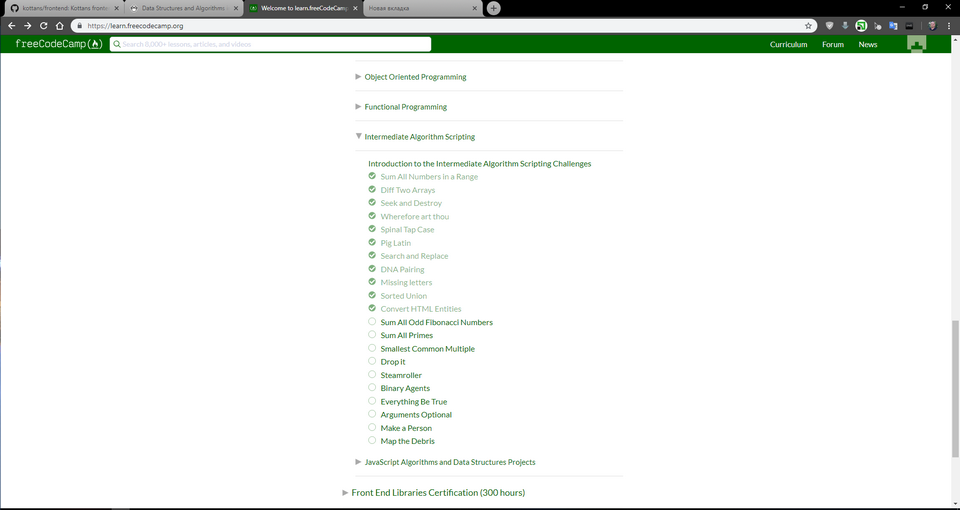 kottans/frontend: Kottans fronte
Data Structures and Algorithms
Welcome to learn.freeCodeCamp
Новая вкладка
https://learn.freecodecamp.org
freeCodeCamp
Search 8,000+ lessons, articles, and videos
Curriculum
Forum
News
Object Oriented Programming
Functional Programming
Intermediate Algorithm Scripting
Introduction to the Intermediate Algorithm Scripting Challenges
Sum All Numbers in a Range
Diff Two Arrays
Seek and Destroy
Wherefore art thou
Spinal Tap Case
Pig Latin
Search and Replace
DNA Pairing
Missing letters
Sorted Union
Convert HTML Entities
Sum All Odd Fibonacci Numbers
Sum All Primes
Smallest Common Multiple
Drop it
Steamroller
Binary Agents
Everything Be True
Arguments Optional
Make a Person
Map the Debris
JavaScript Algorithms and Data Structures Projects
Front End Libraries Certification (300 hours)